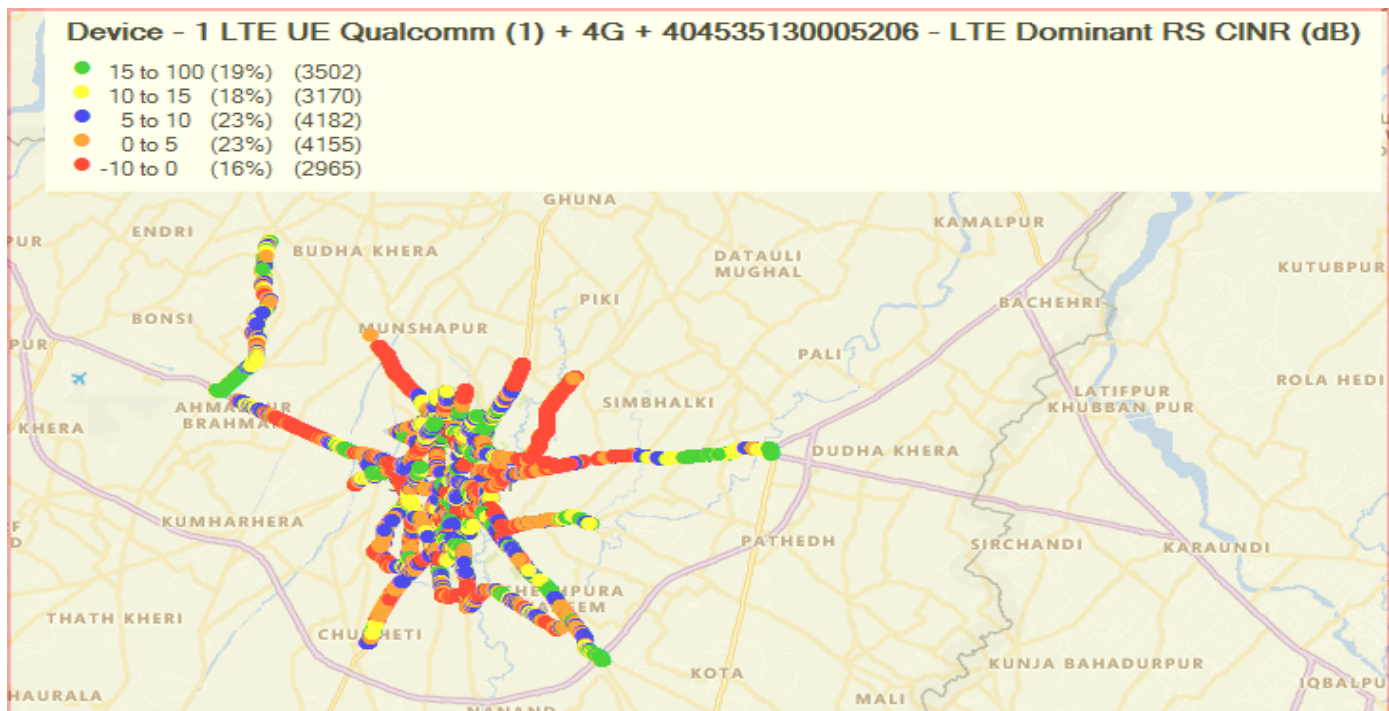 Device - 1 LTE UE Qualcomm (1) + 4G + 404535130005206 - LTE Dominant RS CINR (dB)
15 to 100 (19%) (3502)
10 to 15 (18%) (3170)
5 to 10 (23%) (4182)
0 to 5 (23%) (4155)
-10 to 0 (16%) (2965)
GHUNA
KAMALPUR
ENDRI
PUR
BUDHA KHERA
DATAULI
MUGHAL
KUTUBPUR
PIKI
BACHEHRI
BONSI
MUNSHAPUR
PUR
PALI
ROLA HEDI
LATIFPUR
KHUBBAN PUR
SIMBHALKI
KHERA
DUDHA KHERA
KUMHARHERA
PATHEDH
SIRCHANDI
KARAUNDI
THATH KHERI
KOTA
KUNJA BAHADURPUR
IQBALPU
HAURALA
MALI
NANAND